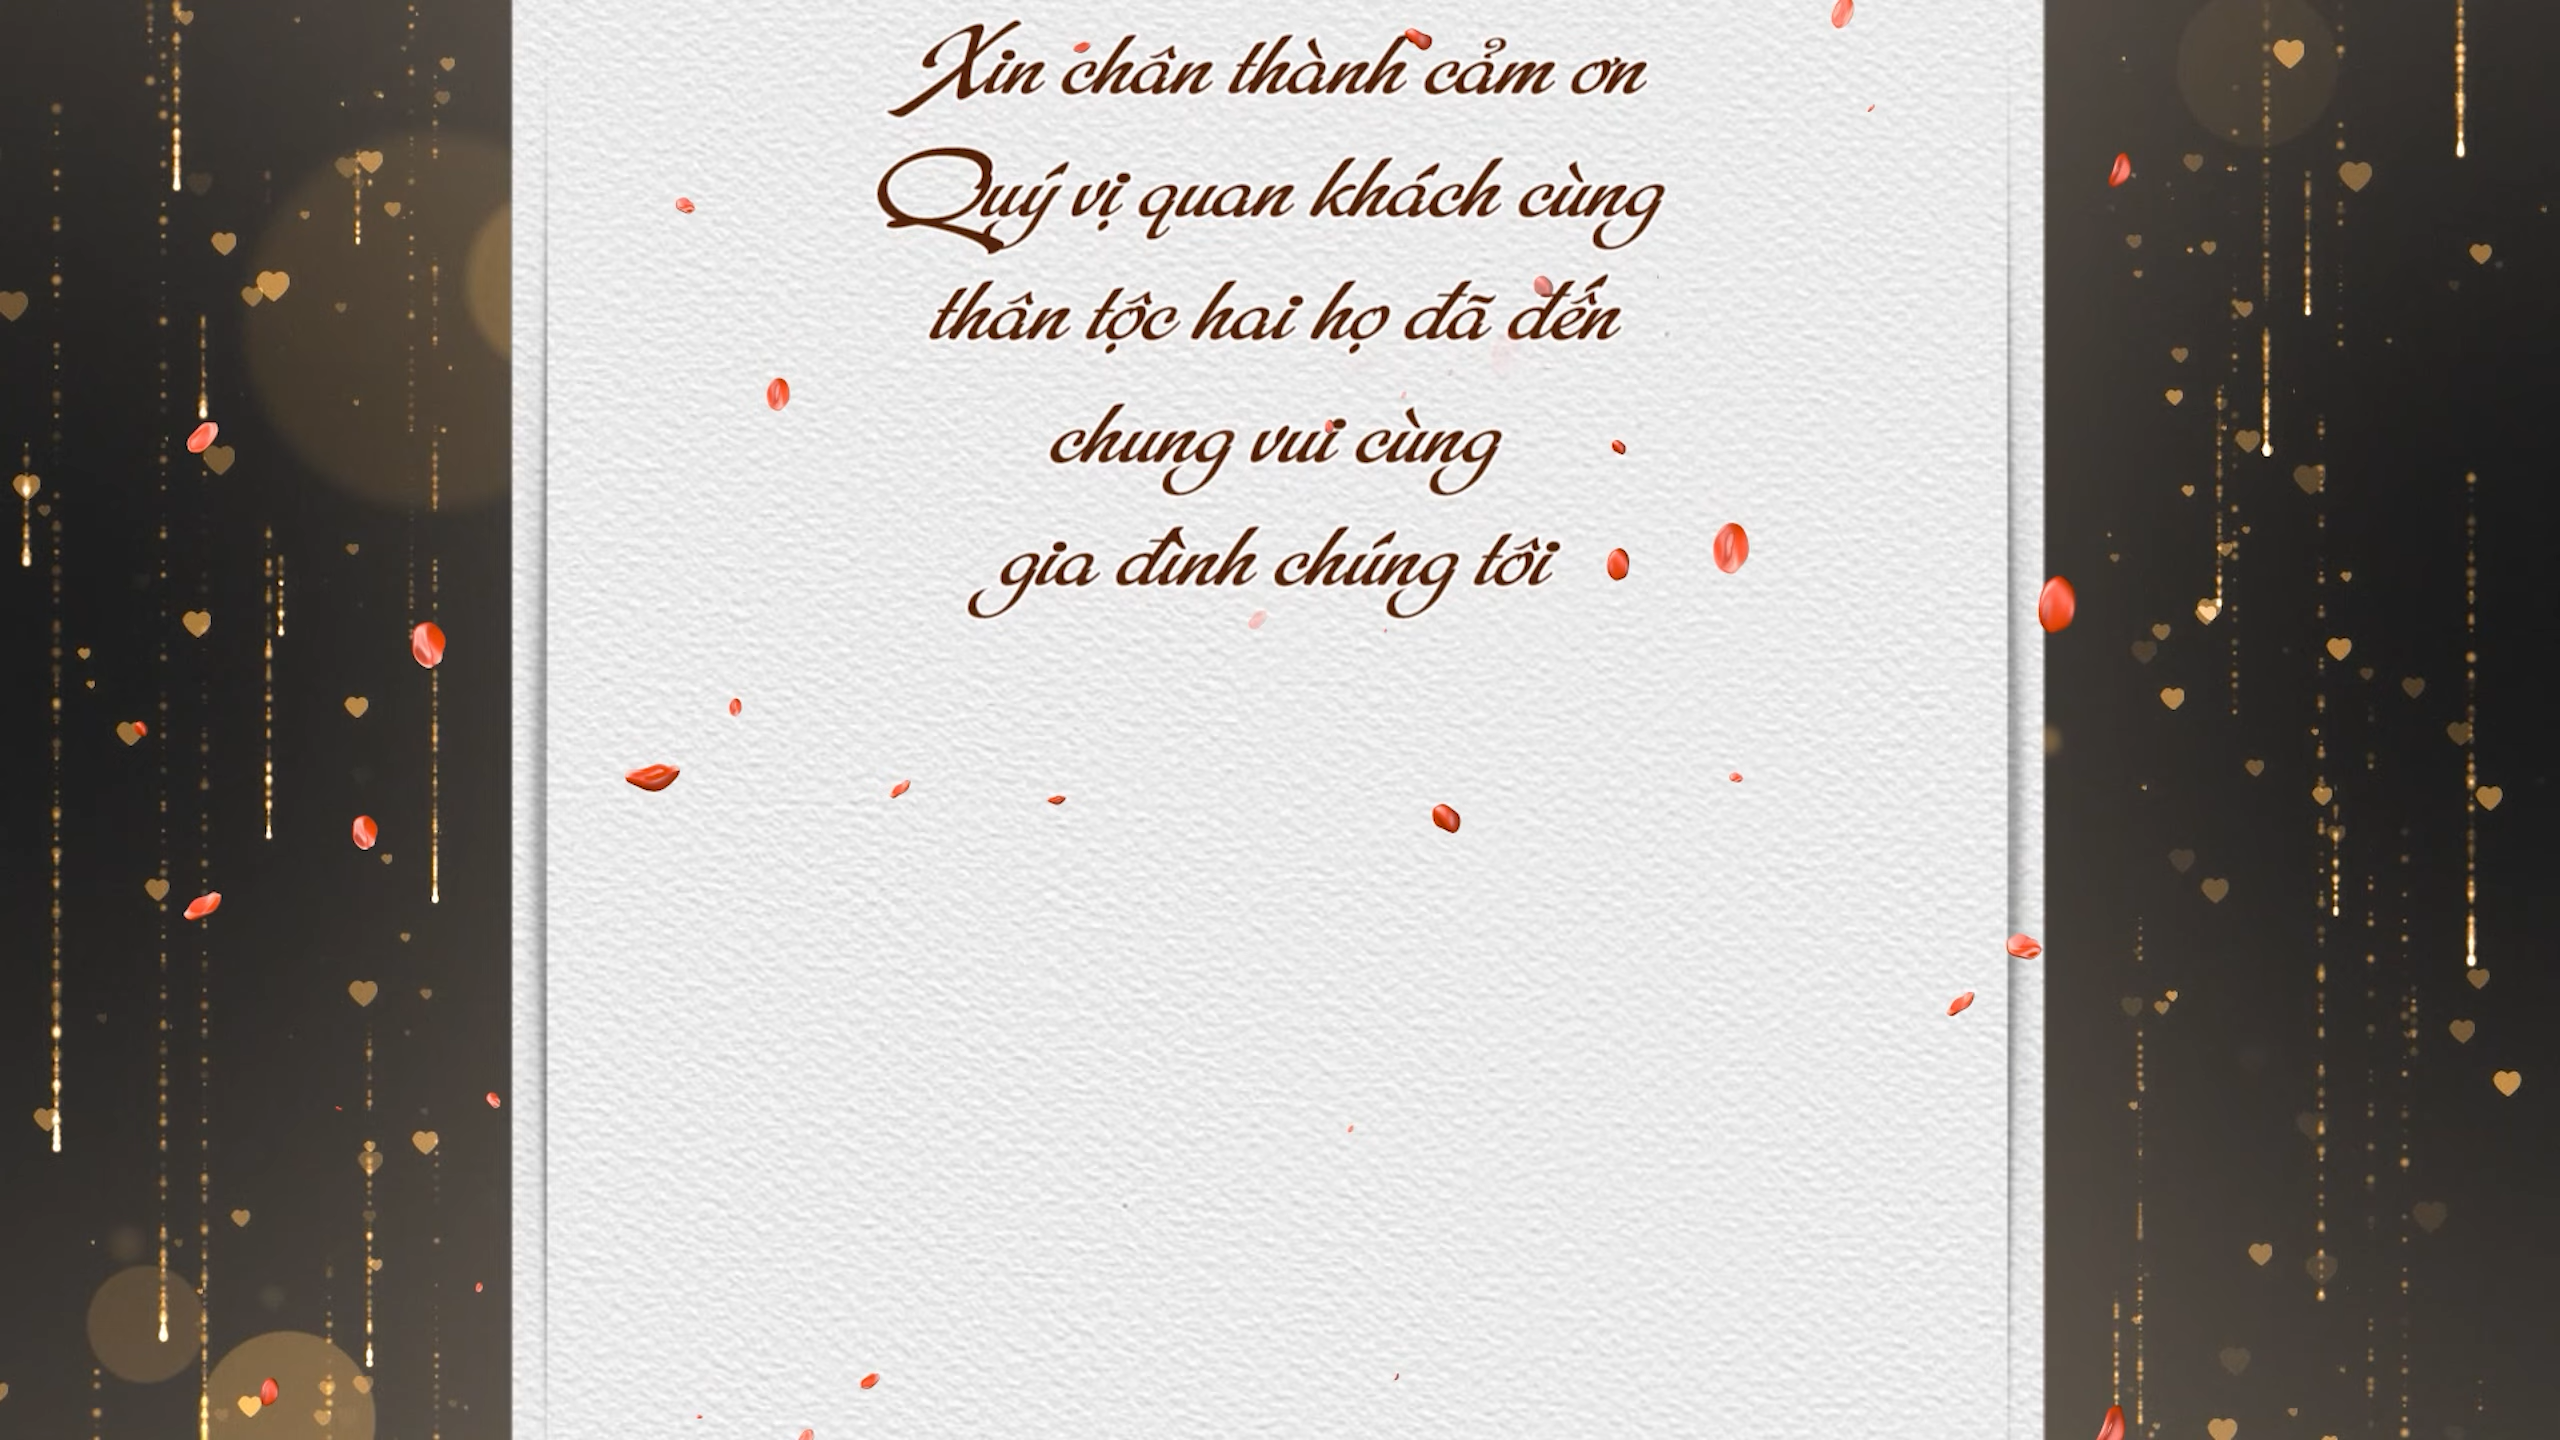 Xin chân thành cảm ơn
Quý vị quan khách cùng
thân tộc hai họ đã đến
chung vui cùng
gia đình chúng tôi